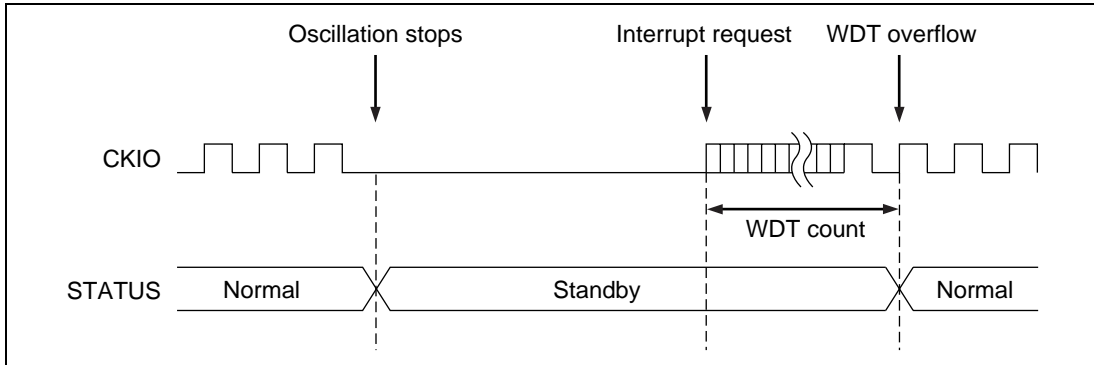 Oscillation stops Interrupt request WDT overflow
CKIO
WDT count
STATUS Normal Standby Normal